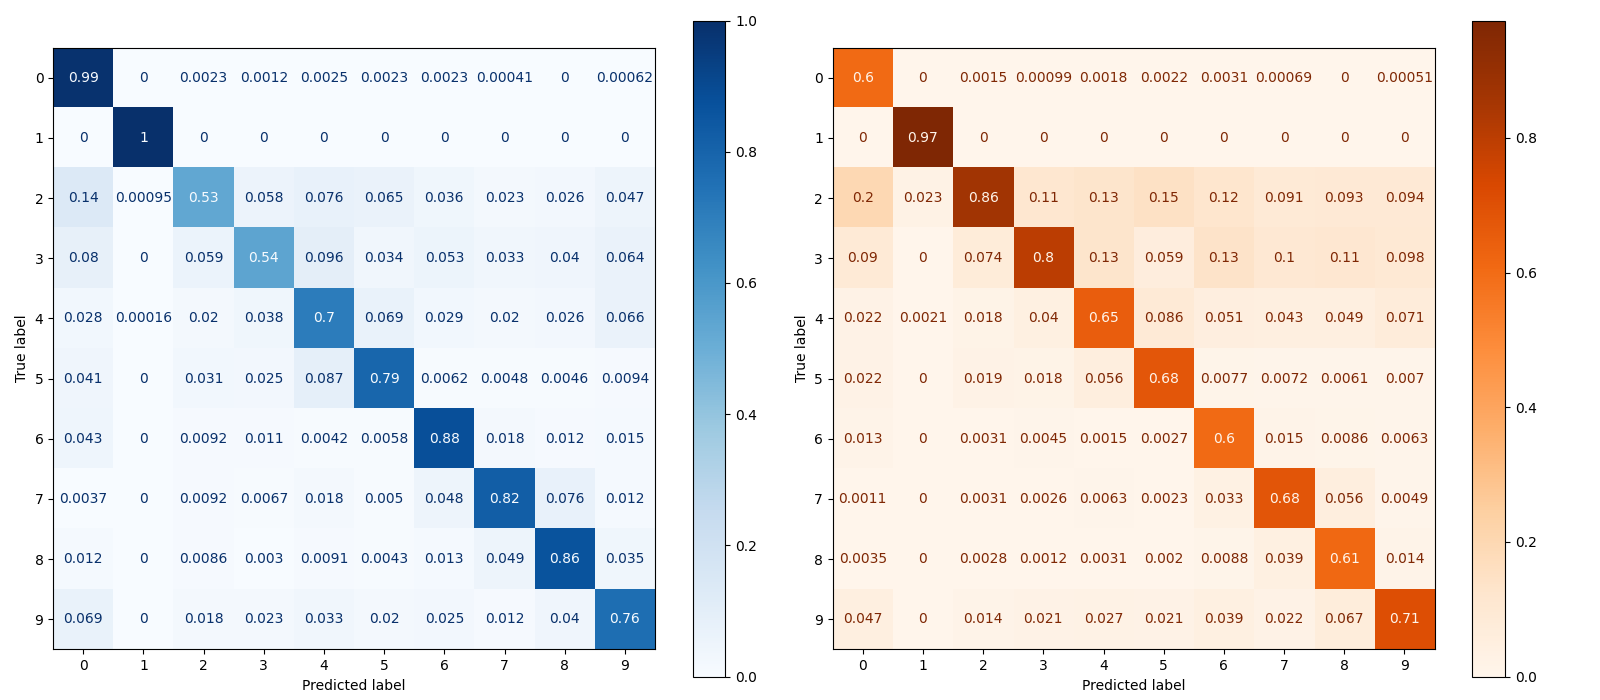 0 0.99 0 0.0023 0.0012 0.0025 0.0023 0.0023 0.00041 0 0.00062
1 0 1 0 0 0 0 0 0 0 0
2 0.14 0.00095 0.53 0.058 0.076 0.065 0.036 0.023 0.026 0.047
3 0.08 0 0.059 0.54 0.096 0.034 0.053 0.033 0.04 0.064
4 0.028 0.00016 0.02 0.038 0.7 0.069 0.029 0.02 0.026 0.066
5 0.041 0 0.031 0.025 0.087 0.79 0.0062 0.0048 0.0046 0.0094
6 0.043 0 0.0092 0.011 0.0042 0.0058 0.88 0.018 0.012 0.015
7 0.0037 0 0.0092 0.0067 0.018 0.005 0.048 0.82 0.076 0.012
8 0.012 0 0.0086 0.003 0.0091 0.0043 0.013 0.049 0.86 0.035
9 0.069 0 0.018 0.023 0.033 0.02 0.025 0.012 0.04 0.76
0 1 2 3 4 5 6 7 8 9
True label
Predicted label
1.0
0.8
0.6
0.4
0.2
0.0
0 0.6 0 0.0015 0.00099 0.0018 0.0022 0.0031 0.00069 0 0.00051
1 0 0.97 0 0 0 0 0 0 0 0
2 0.2 0.023 0.86 0.11 0.13 0.15 0.12 0.091 0.093 0.094
3 0.09 0 0.074 0.8 0.13 0.059 0.13 0.1 0.11 0.098
4 0.022 0.0021 0.018 0.04 0.65 0.086 0.051 0.043 0.049 0.071
5 0.022 0 0.019 0.018 0.056 0.68 0.0077 0.0072 0.0061 0.007
6 0.013 0 0.0031 0.0045 0.0015 0.0027 0.6 0.015 0.0086 0.0063
7 0.0011 0 0.0031 0.0026 0.0063 0.0023 0.033 0.68 0.056 0.0049
8 0.0035 0 0.0028 0.0012 0.0031 0.002 0.0088 0.039 0.61 0.014
9 0.047 0 0.014 0.021 0.027 0.021 0.039 0.022 0.067 0.71
0 1 2 3 4 5 6 7 8 9
True label
Predicted label
0.8
0.6
0.4
0.2
0.0